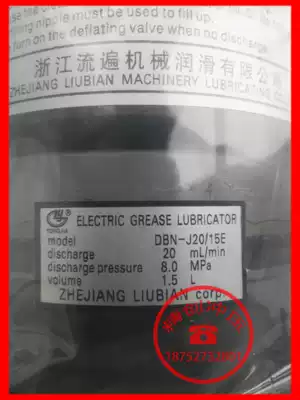 nipple must be used to fill up.
turn on the deflating valve when no discharge
浙江流遍机械润滑有限公司
ZHEJIANG LIUBIAN MACHINERY LUBRICAT
ELECTRIC GREASE LUBRICATOR
model DBN-J20/15E
discharge 20 mL/min
discharge pressure 8.0 MPa
volume 1.5 L
ZHEJIANG LIUBIAN corp